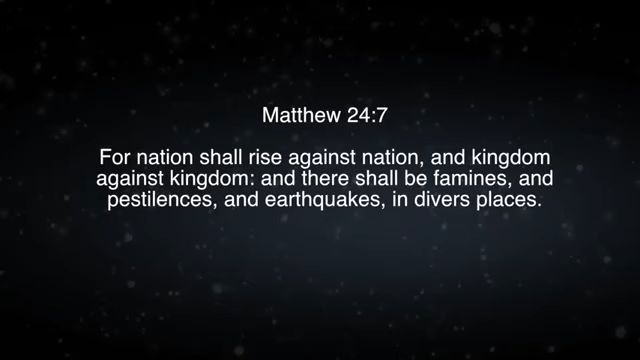 Matthew 24:7
For nation shall rise against nation, and kingdom
against kingdom: and there shall be famines, and
pestilences, and earthquakes, in divers places.